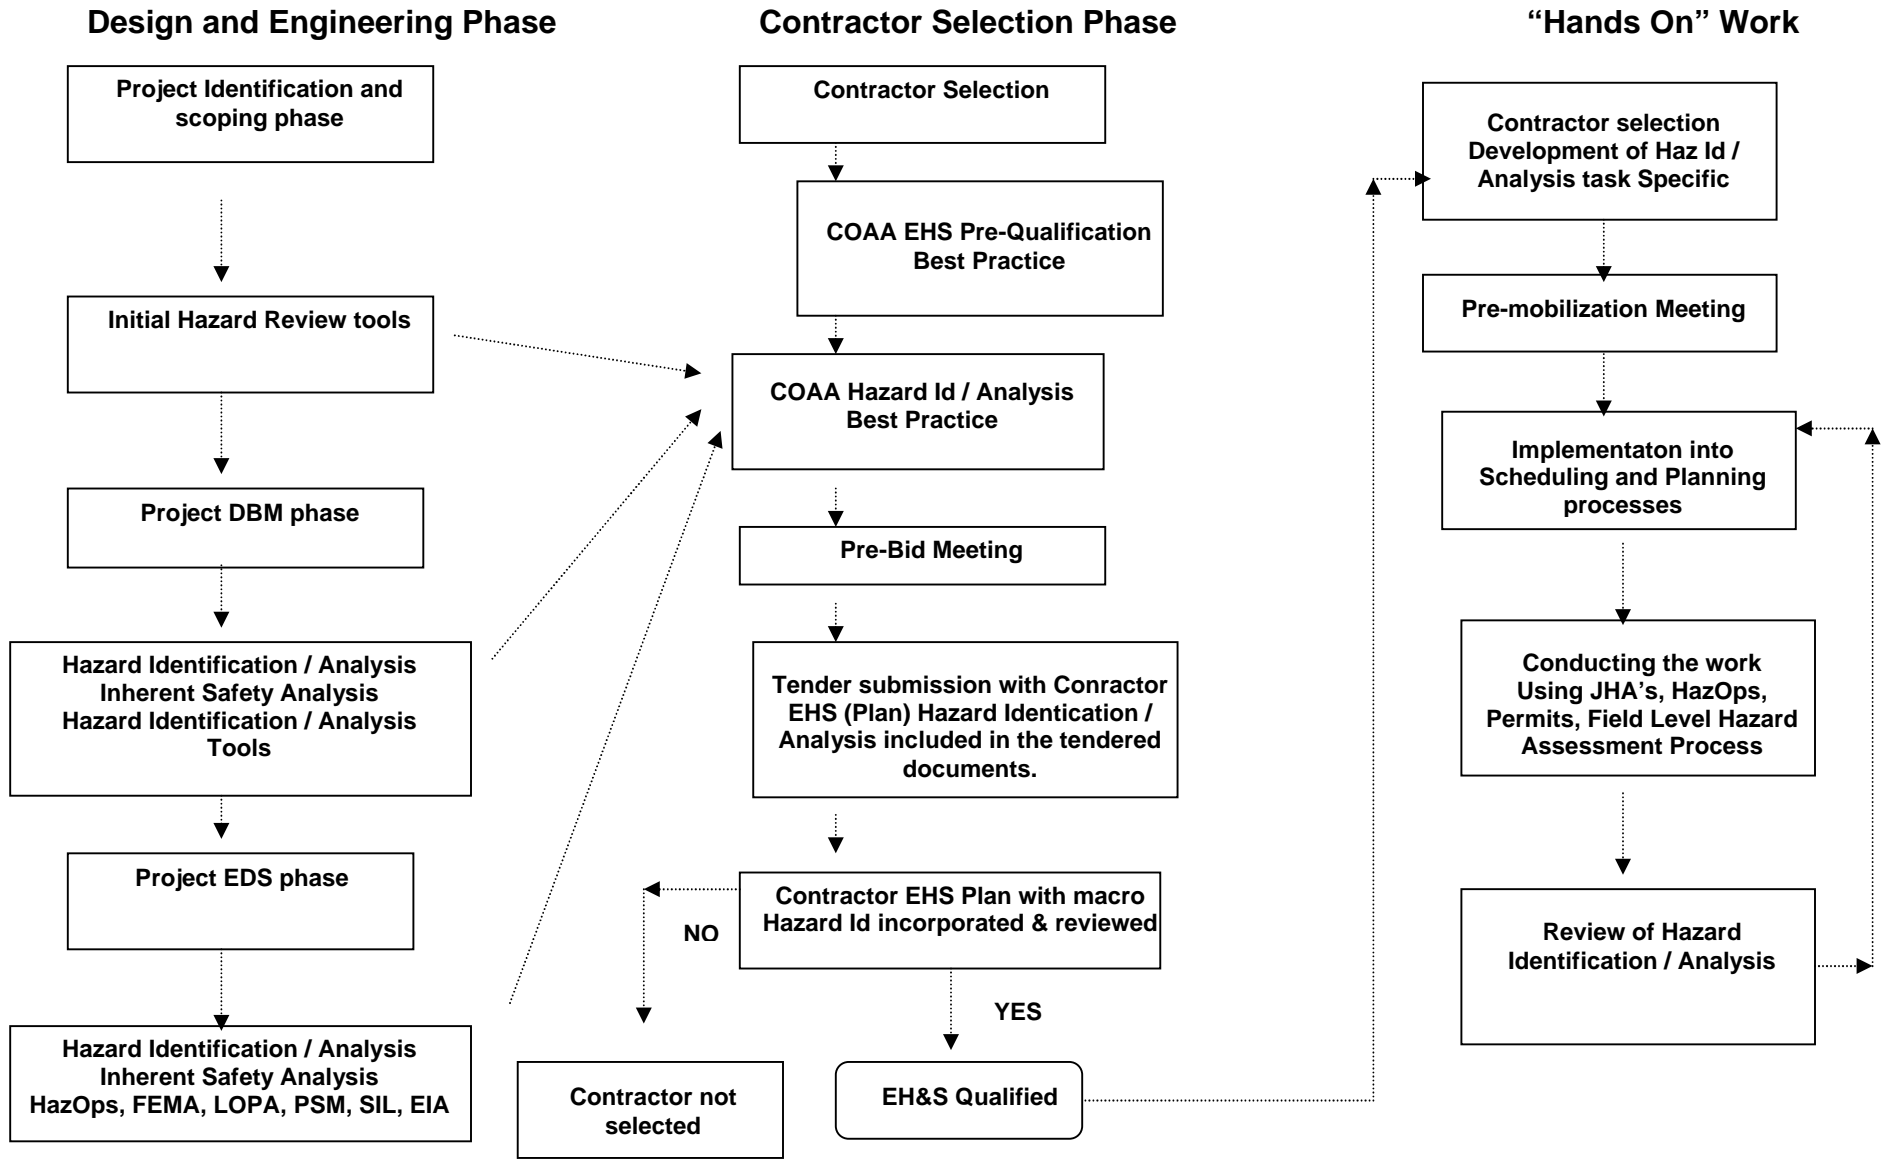 Design and Engineering Phase
Project Identification and
scoping phase
Initial Hazard Review tools
Project DBM phase
Hazard Identification / Analysis
Inherent Safety Analysis
Hazard Identification / Analysis
Tools
Project EDS phase
Hazard Identification / Analysis
Inherent Safety Analysis
HazOps, FEMA, LOPA, PSM, SIL, EIA
Contractor Selection Phase
Contractor Selection
COAA EHS Pre-Qualification
Best Practice
COAA Hazard Id / Analysis
Best Practice
Pre-Bid Meeting
Tender submission with Conractor
EHS (Plan) Hazard Identication /
Analysis included in the tendered
documents.
Contractor EHS Plan with macro
Hazard Id incorporated & reviewed
NO
YES
Contractor not
selected
EH&S Qualified
“Hands On” Work
Contractor selection
Development of Haz Id /
Analysis task Specific
Pre-mobilization Meeting
Implementaton into
Scheduling and Planning
processes
Conducting the work
Using JHA’s, HazOps,
Permits, Field Level Hazard
Assessment Process
Review of Hazard
Identification / Analysis